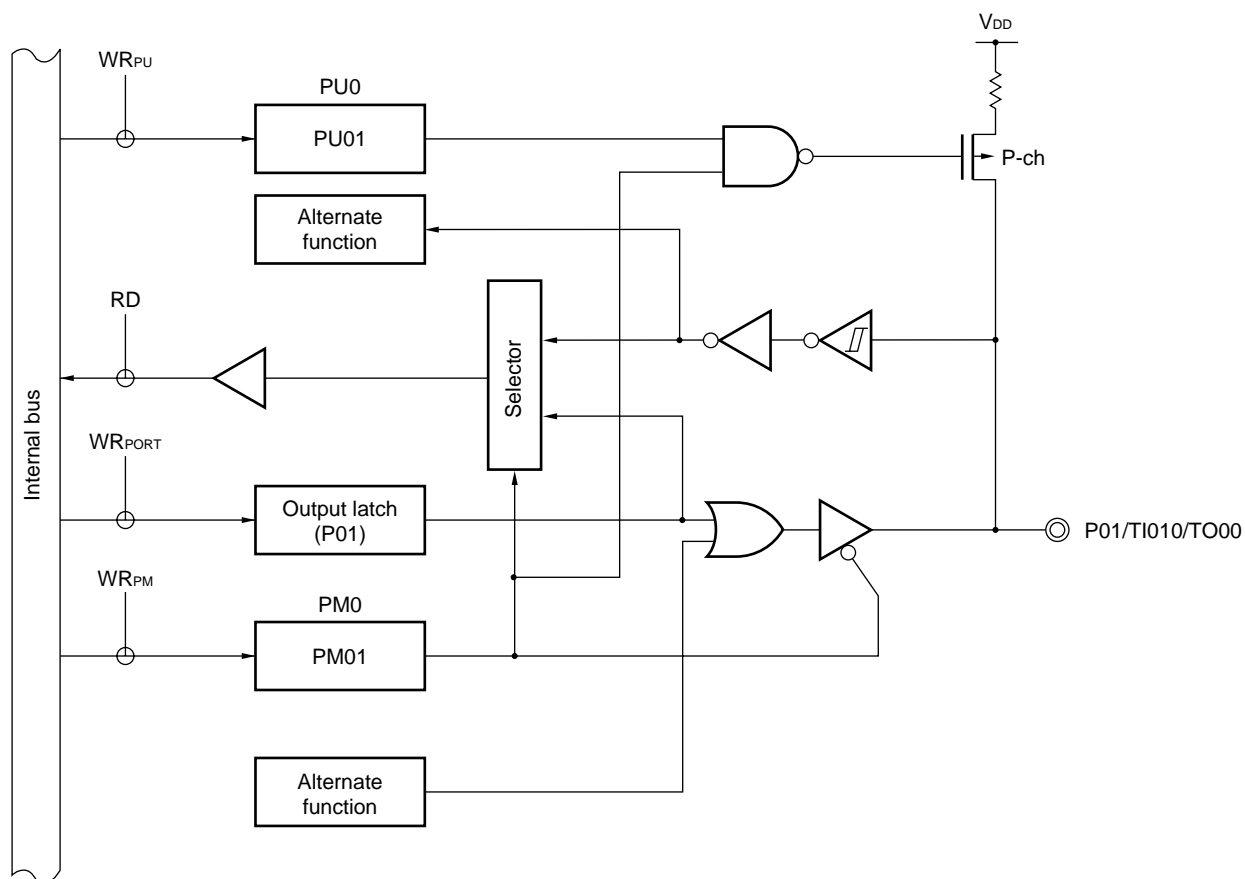 VDD
WRPU
PU0
PU01
P-ch
Alternate
function
RD
Selector
Internal bus
WRPORT
Output latch
(P01)
P01/TI010/TO00
WRPM
PM0
PM01
Alternate
function